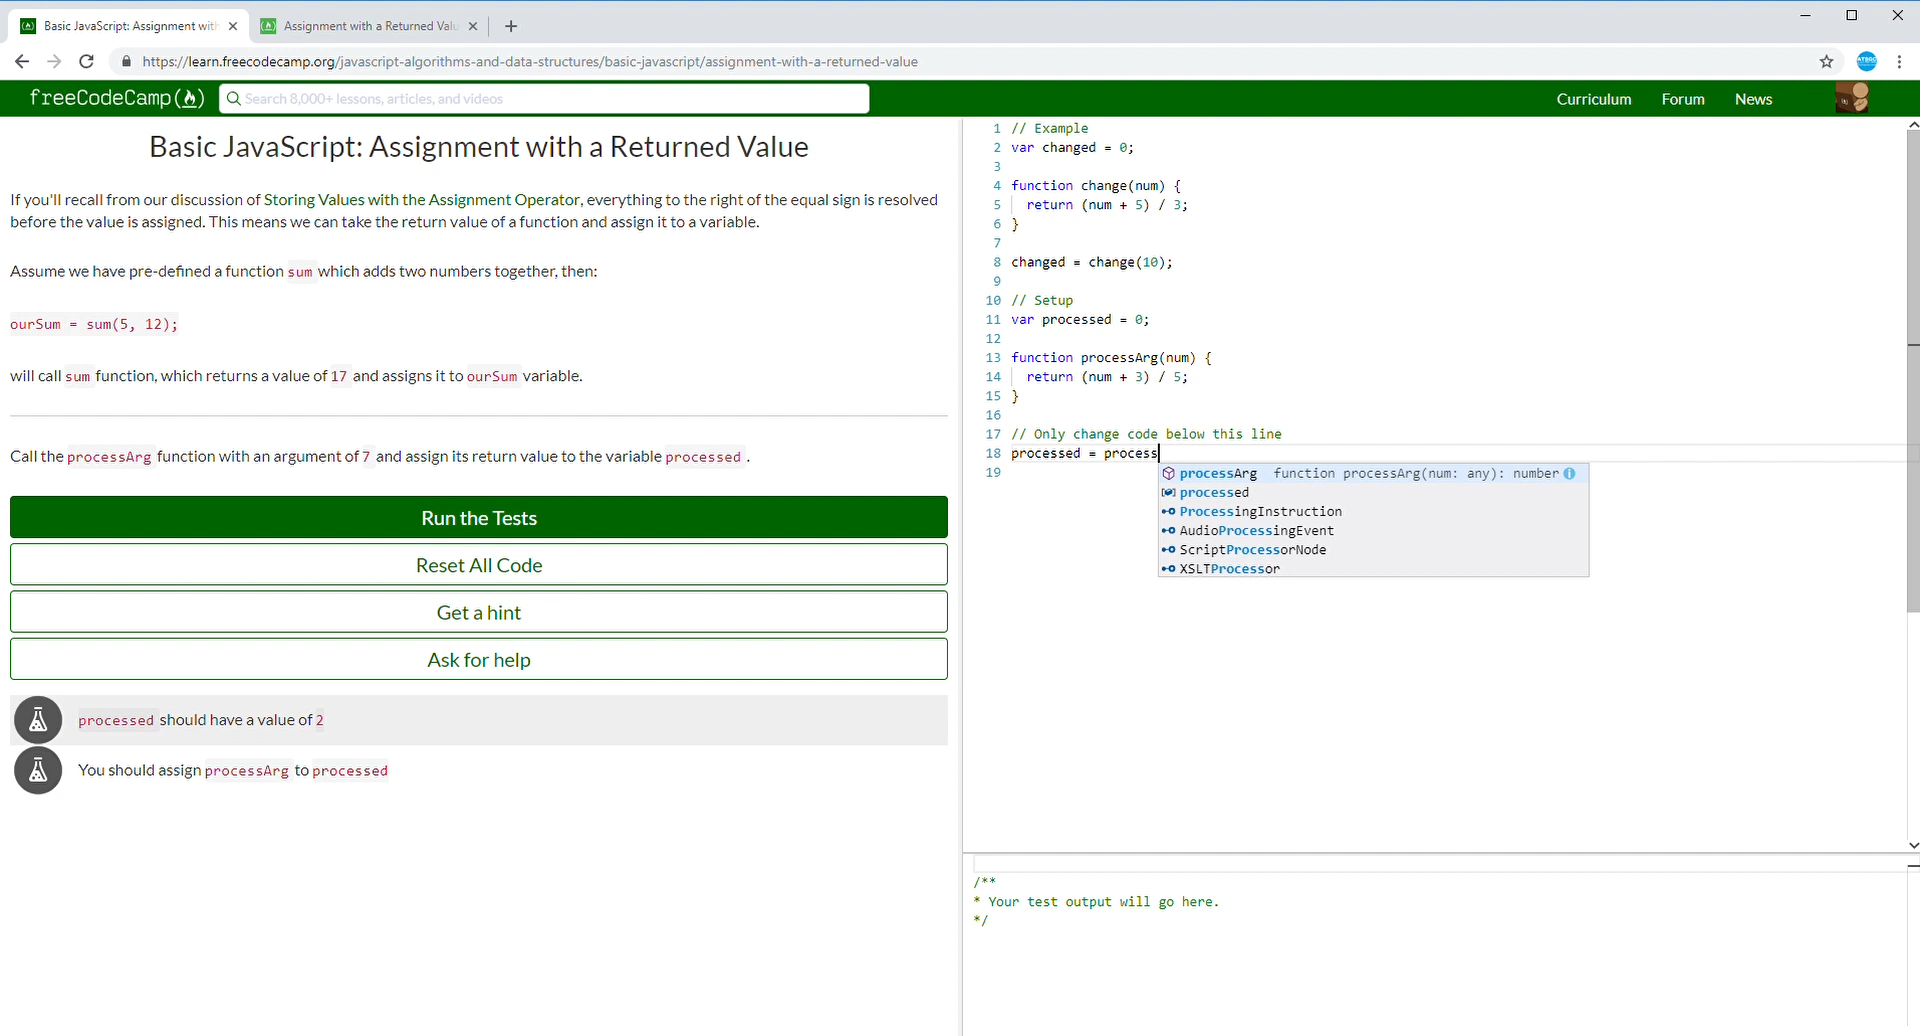 Basic JavaScript: Assignment with
Assignment with a Returned Valu
https://learn.freecodecamp.org/javascript-algorithms-and-data-structures/basic-javascript/assignment-with-a-returned-value
freeCodeCamp
Search 8,000+ lessons, articles, and videos
Curriculum Forum News
Basic JavaScript: Assignment with a Returned Value
If you'll recall from our discussion of Storing Values with the Assignment Operator, everything to the right of the equal sign is resolved
before the value is assigned. This means we can take the return value of a function and assign it to a variable.
Assume we have pre-defined a function sum which adds two numbers together, then:
ourSum = sum(5, 12);
will call sum function, which returns a value of 17 and assigns it to ourSum variable.
Call the processArg function with an argument of 7 and assign its return value to the variable processed .
Run the Tests
Reset All Code
Get a hint
Ask for help
processed should have a value of 2
You should assign processArg to processed
1 // Example
2 var changed = 0;
3
4 function change(num) {
5 return (num + 5) / 3;
6 }
7
8 changed = change(10);
9
10 // Setup
11 var processed = 0;
12
13 function processArg(num) {
14 return (num + 3) / 5;
15 }
16
17 // Only change code below this line
18 processed = process
19
processArg function processArg(num: any): number
processed
ProcessingInstruction
AudioProcessingEvent
ScriptProcessorNode
XSLTProcessor
/**
* Your test output will go here.
*/